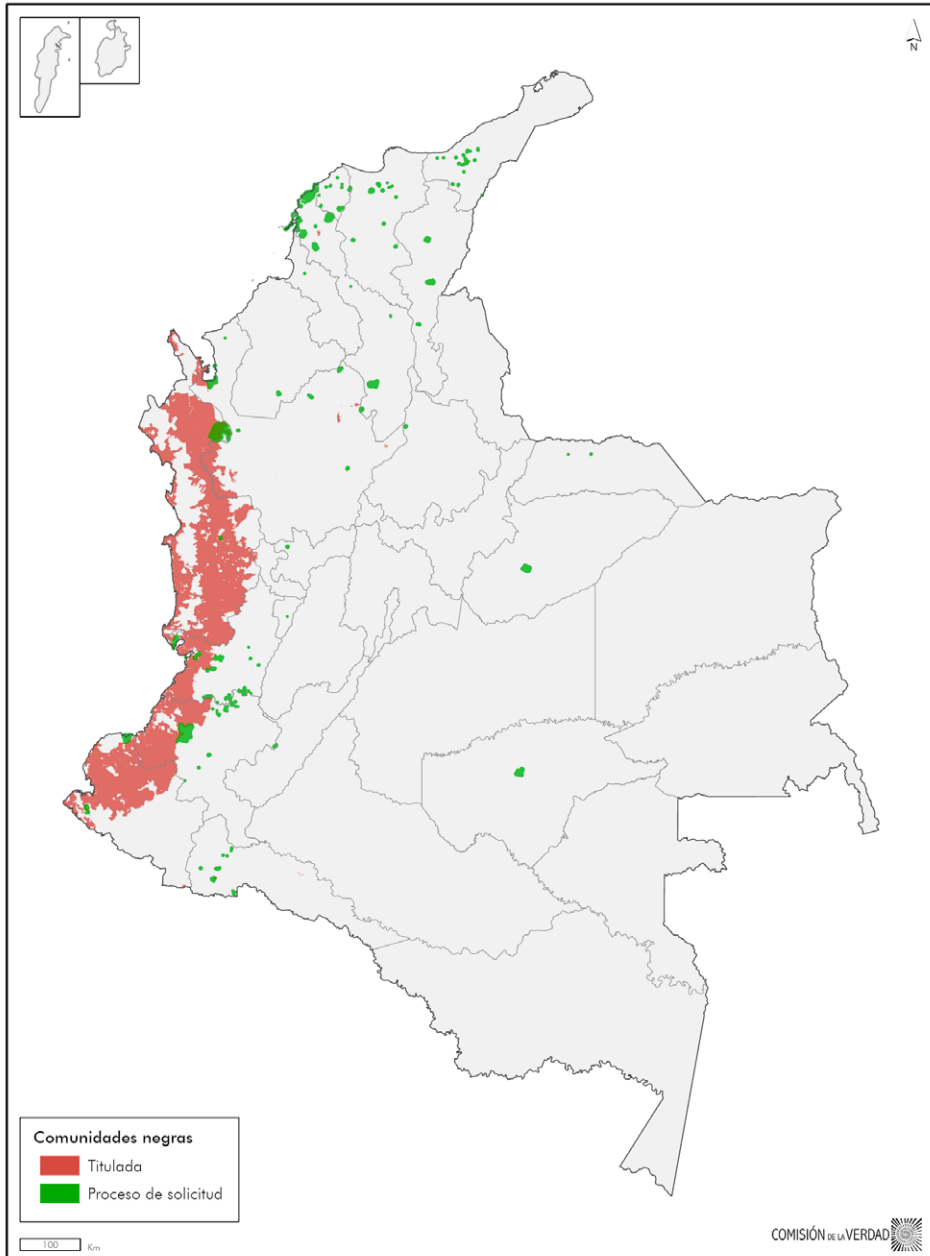 N
Comunidades negras
Titulada
Proceso de solicitud
100 Km
COMISIÓN DE LA VERDAD